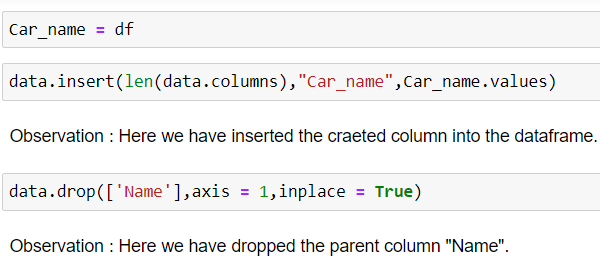 Car_name = df
data.insert(len(data.columns),"Car_name",Car_name.values)
Observation : Here we have inserted the craeted column into the dataframe.
data.drop(['Name'],axis = 1,inplace = True)
Observation : Here we have dropped the parent column "Name".